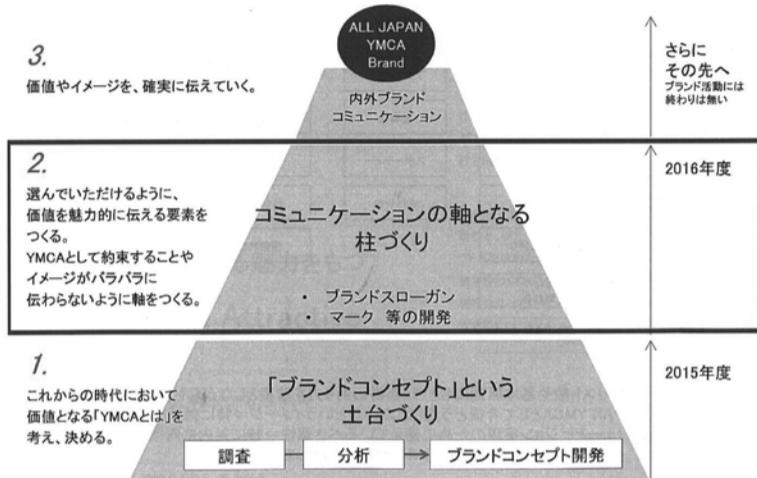 ALL JAPAN
YMCA
Brand
3.
価値やイメージを、確実に伝えていく。
内外ブランド
コミュニケーション
さらに
その先へ
ブランド活動には
終わりは無い
2.
選んでいただけるように、
価値を魅力的に伝える要素を
つくる。
YMCAとして約束することや
イメージがバラバラに
伝わらないように軸をつくる。
コミュニケーションの軸となる
柱づくり
・ ブランドスローガン
・ マーク 等の開発
2016年度
1.
これからの時代において
価値となる「YMCAとは」を
考え、決める。
「ブランドコンセプト」という
土台づくり
調査
分析
ブランドコンセプト開発
2015年度